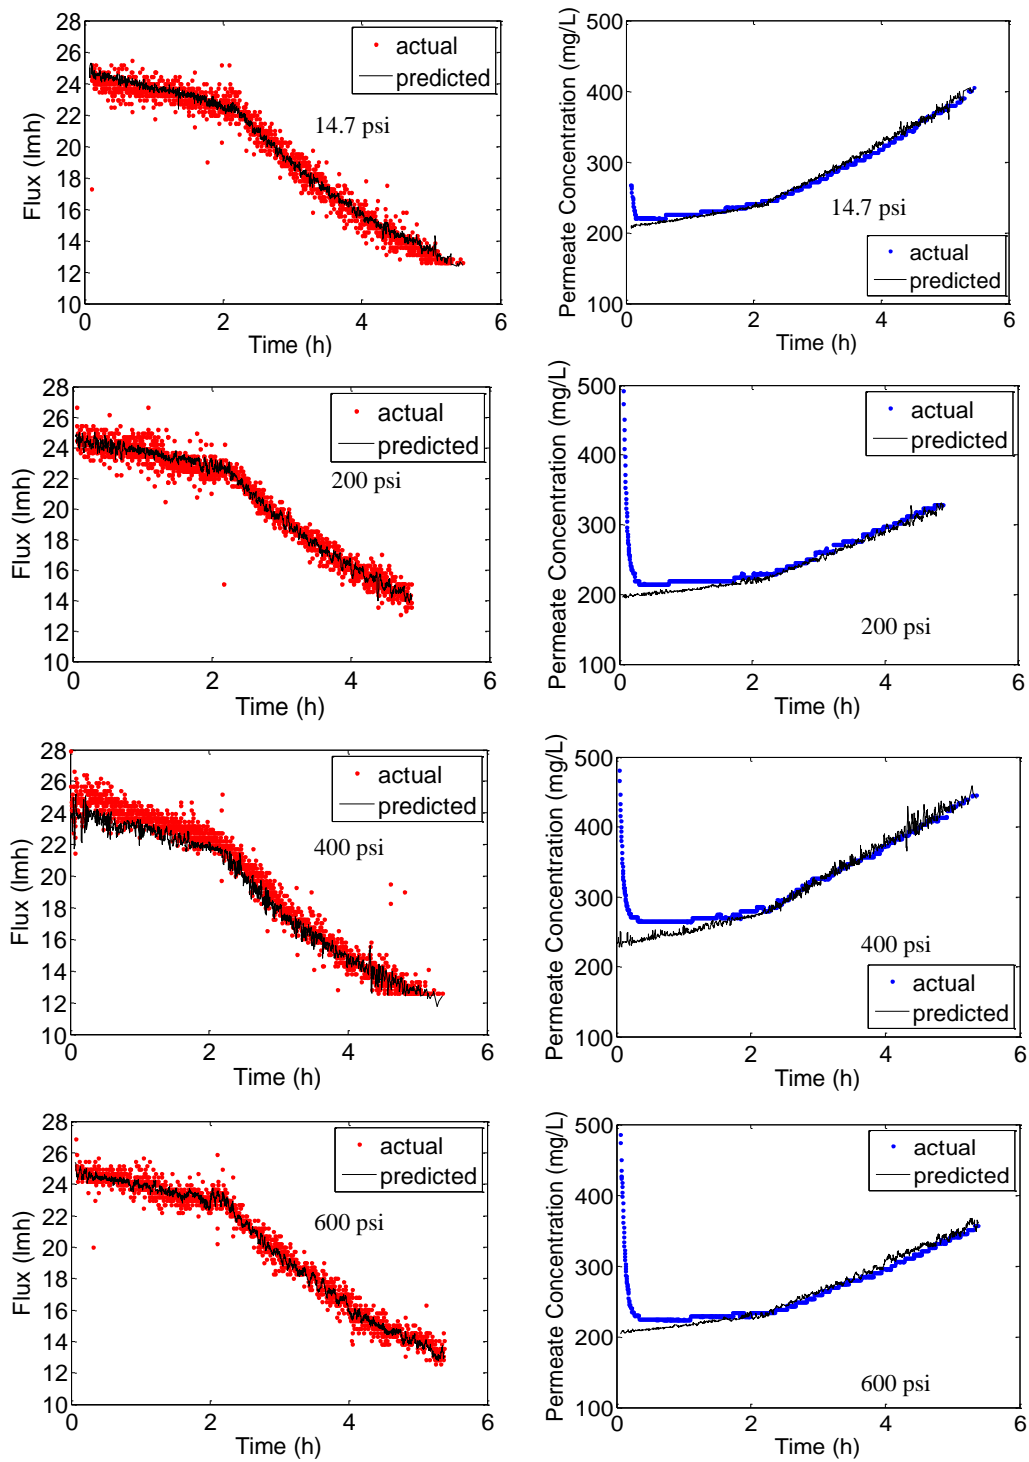 28
26
24
22
20
18
16
14
12
10
Flux (lmh)
0 2 4 6
Time (h)
actual
predicted
14.7 psi
500
400
300
200
100
Permeate Concentration (mg/L)
0 2 4 6
Time (h)
14.7 psi
actual
predicted
28
26
24
22
20
18
16
14
12
10
Flux (lmh)
0 2 4 6
Time (h)
actual
predicted
200 psi
500
400
300
200
100
Permeate Concentration (mg/L)
0 2 4 6
Time (h)
actual
predicted
200 psi
28
26
24
22
20
18
16
14
12
10
Flux (lmh)
0 2 4 6
Time (h)
actual
predicted
400 psi
500
400
300
200
100
Permeate Concentration (mg/L)
0 2 4 6
Time (h)
400 psi
actual
predicted
28
26
24
22
20
18
16
14
12
10
Flux (lmh)
0 2 4 6
Time (h)
actual
predicted
600 psi
500
400
300
200
100
Permeate Concentration (mg/L)
0 2 4 6
Time (h)
actual
predicted
600 psi